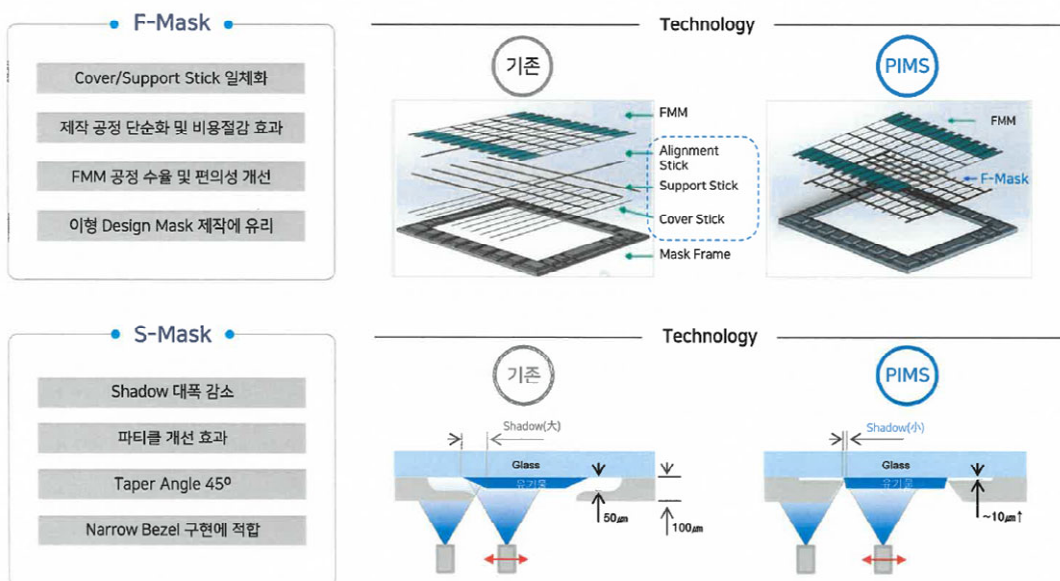 F-Mask
Cover/Support Stick 일체화
제작 공정 단순화 및 비용절감 효과
FMM 공정 수율 및 편의성 개선
이형 Design Mask 제작에 유리
Technology
기존
PIMS
FMM
Alignment Stick
Support Stick
Cover Stick
Mask Frame
FMM
F-Mask
S-Mask
Shadow 대폭 감소
파티클 개선 효과
Taper Angle 45º
Narrow Bezel 구현에 적합
Technology
기존
PIMS
Shadow(大)
Glass
유기물
50㎛
100㎛
Shadow(小)
Glass
유기물
~10㎛↑